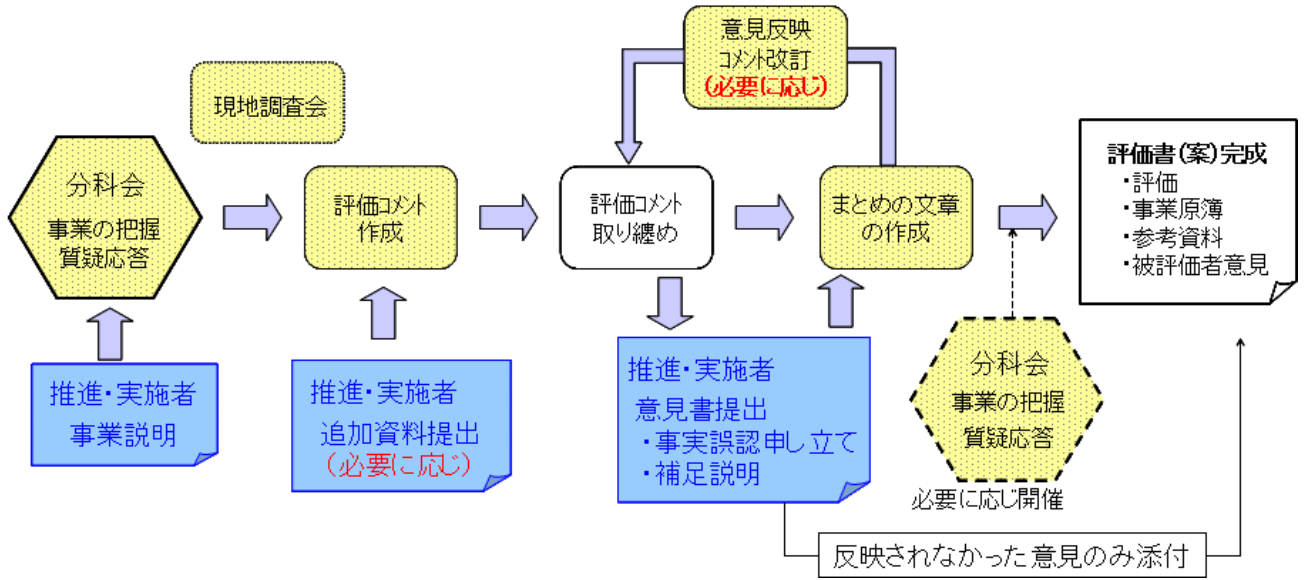 意見反映
コメント改訂
(必要に応じ)
現地調査会
分科会
事業の把握
質疑応答
評価コメント
作成
評価コメント
取り纏め
まとめの文章
の作成
評価書(案)完成
・評価
・事業原簿
・参考資料
・被評価者意見
推進・実施者
事業説明
推進・実施者
追加資料提出
(必要に応じ)
推進・実施者
意見書提出
・事実誤認申し立て
・補足説明
分科会
事業の把握
質疑応答
必要に応じ開催
反映されなかった意見のみ添付